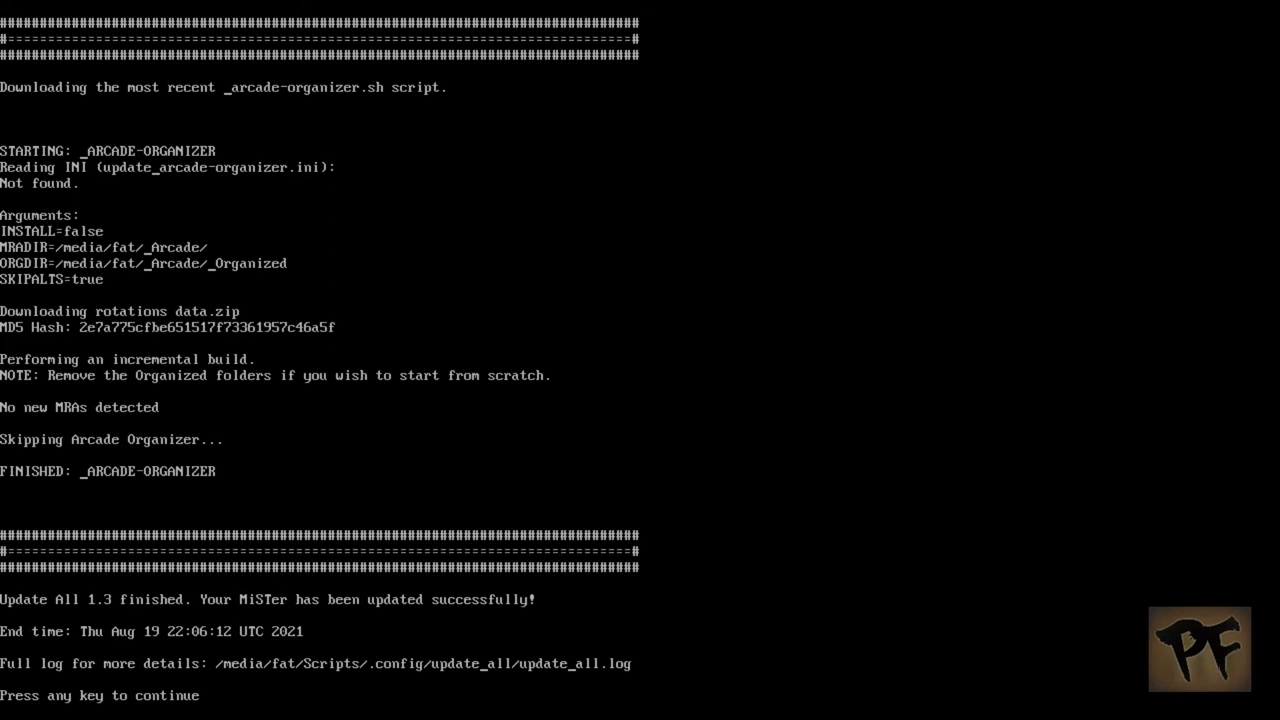 ################################################################################
#==============================================================================#
################################################################################
Downloading the most recent _arcade-organizer.sh script.
STARTING: _ARCADE-ORGANIZER
Reading INI (update_arcade-organizer.ini):
Not found.
Arguments:
INSTALL=false
MRADIR=/media/fat/_Arcade/
ORGDIR=/media/fat/_Arcade/_Organized
SKIPALTS=true
Downloading rotations data.zip
MD5 Hash: 2e7a775cfbe651517f73361957c46a5f
Performing an incremental build.
NOTE: Remove the Organized folders if you wish to start from scratch.
No new MRAs detected
Skipping Arcade Organizer...
FINISHED: _ARCADE-ORGANIZER
################################################################################
#==============================================================================#
################################################################################
Update All 1.3 finished. Your MiSTer has been updated successfully!
End time: Thu Aug 19 22:06:12 UTC 2021
Full log for more details: /media/fat/Scripts/.config/update_all/update_all.log
Press any key to continue
PF